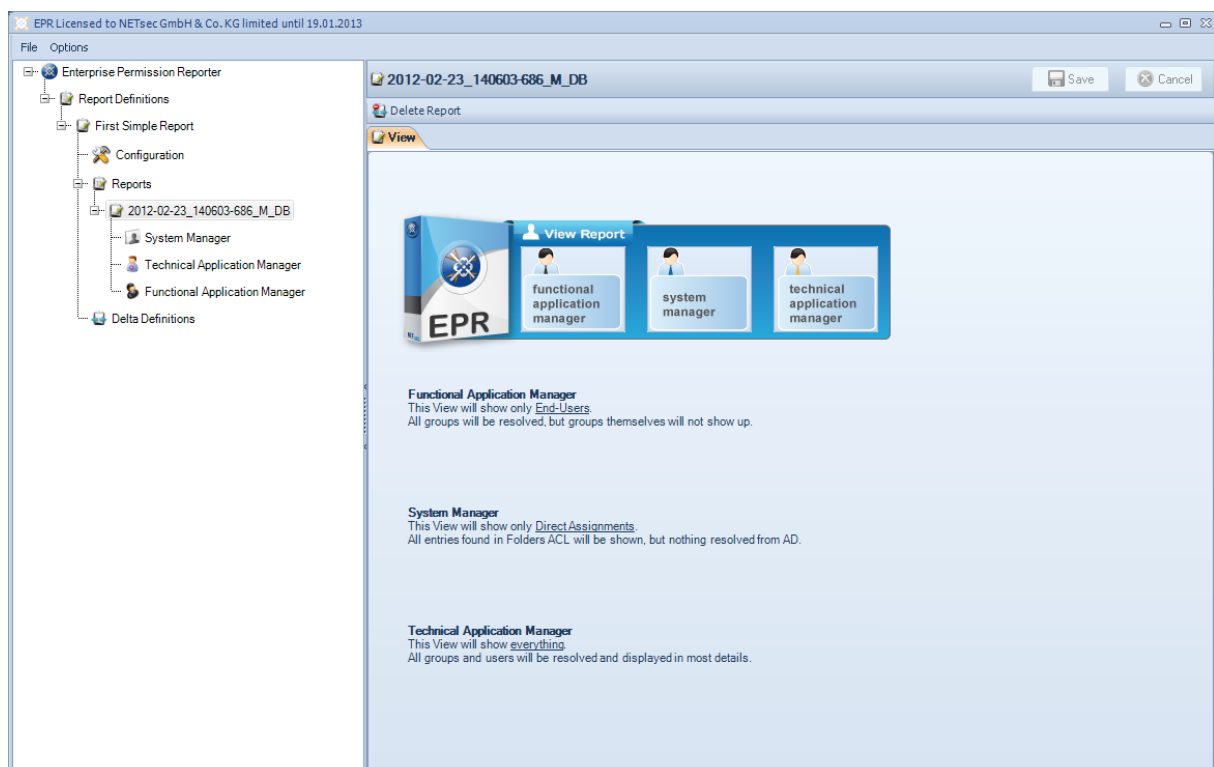 EPR Licensed to NETsec GmbH & Co. KG limited until 19.01.2013
File Options
Enterprise Permission Reporter
Report Definitions
First Simple Report
Configuration
Reports
2012-02-23_140603-686_M_DB
System Manager
Technical Application Manager
Functional Application Manager
Delta Definitions
2012-02-23_140603-686_M_DB
Save
Cancel
Delete Report
View
View Report
EPR
functional
application
manager
system
manager
technical
application
manager
Functional Application Manager
This View will show only End-Users.
All groups will be resolved, but groups themselves will not show up.
System Manager
This View will show only Direct Assignments.
All entries found in Folders ACL will be shown, but nothing resolved from AD.
Technical Application Manager
This View will show everything.
All groups and users will be resolved and displayed in most details.